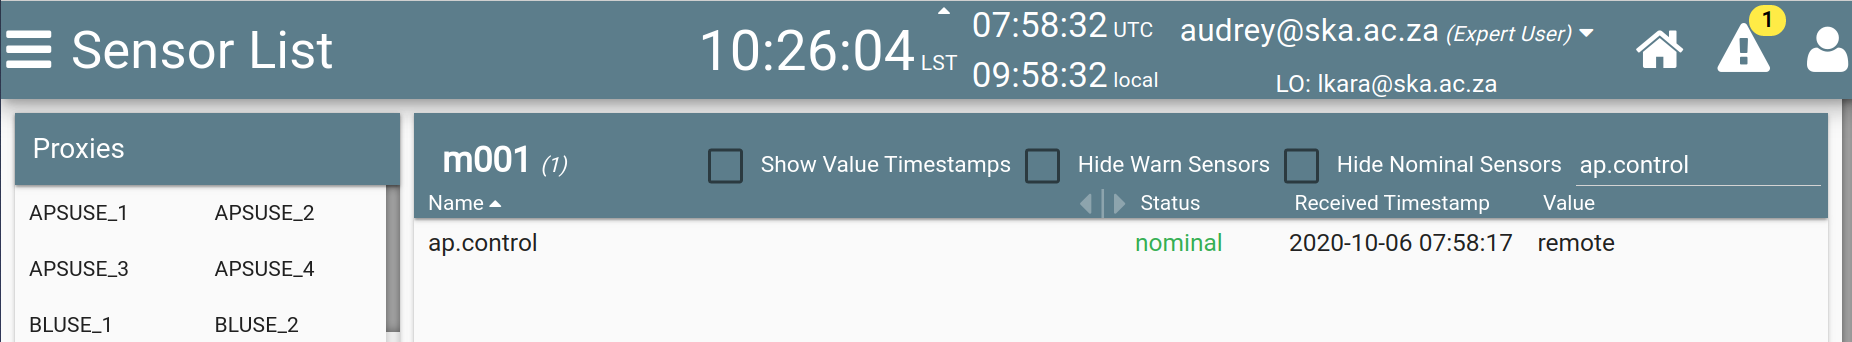 Sensor List
10:26:04 LST
07:58:32 UTC
09:58:32 local
audrey@ska.ac.za (Expert User)
LO: lkara@ska.ac.za
1
Proxies
APSUSE_1 APSUSE_2
APSUSE_3 APSUSE_4
BLUSE_1 BLUSE_2
m001 (1) Show Value Timestamps Hide Warn Sensors Hide Nominal Sensors ap.control
Name Status Received Timestamp Value
ap.control nominal 2020-10-06 07:58:17 remote